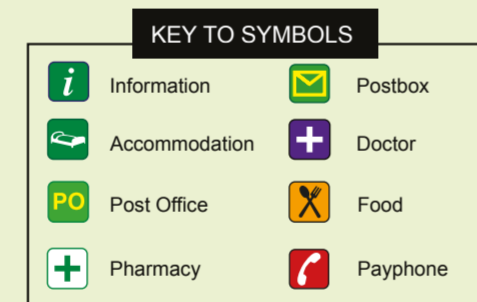 KEY TO SYMBOLS
i Information
Postbox
Accommodation
Doctor
PO Post Office
Food
Pharmacy
Payphone